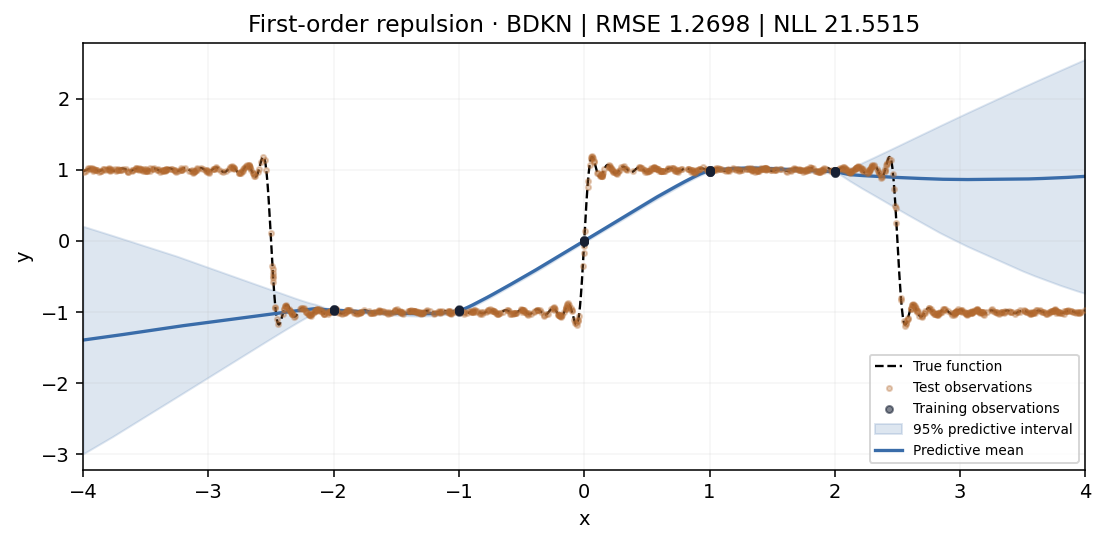 First-order repulsion · BDKN | RMSE 1.2698 | NLL 21.5515
y
2
1
0
−1
−2
−3
−4
−3
−2
−1
0
1
2
3
4
x
True function
Test observations
Training observations
95% predictive interval
Predictive mean